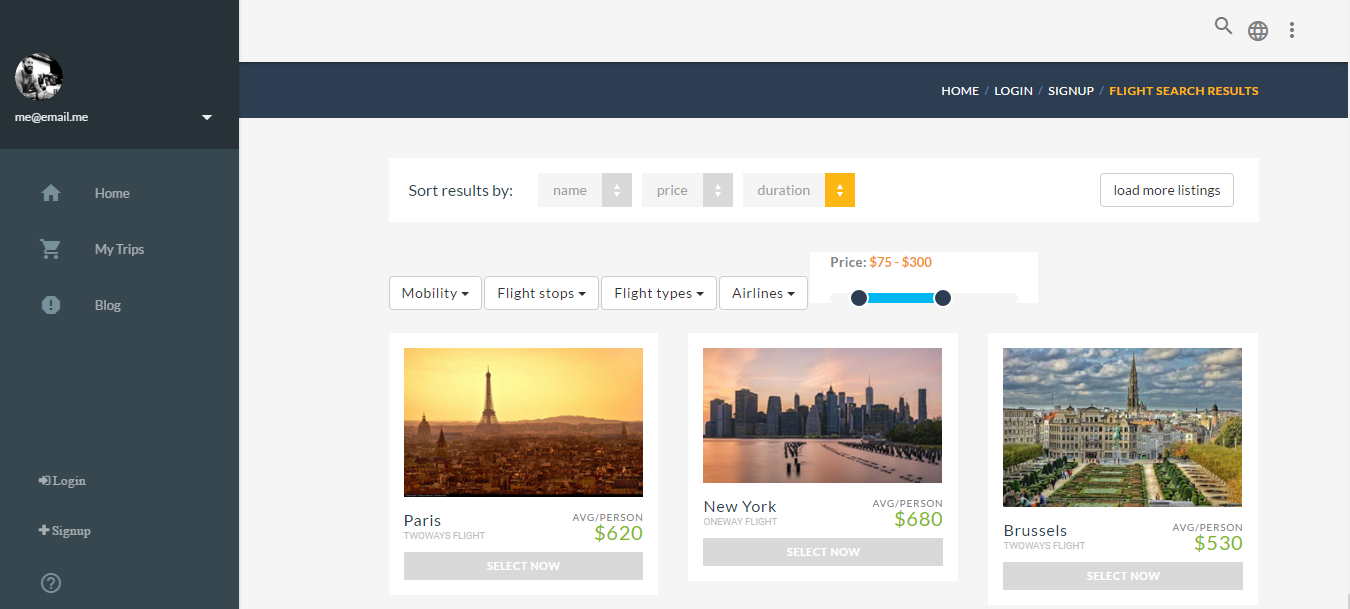 me@email.me
Home
My Trips
Blog
Login
Signup
HOME / LOGIN / SIGNUP / FLIGHT SEARCH RESULTS
Sort results by: name price duration load more listings
Mobility Flight stops Flight types Airlines
Price: $75 - $300
Paris
TWOWAYS FLIGHT
AVG/PERSON
$620
SELECT NOW
New York
ONEWAY FLIGHT
AVG/PERSON
$680
SELECT NOW
Brussels
TWOWAYS FLIGHT
AVG/PERSON
$530
SELECT NOW